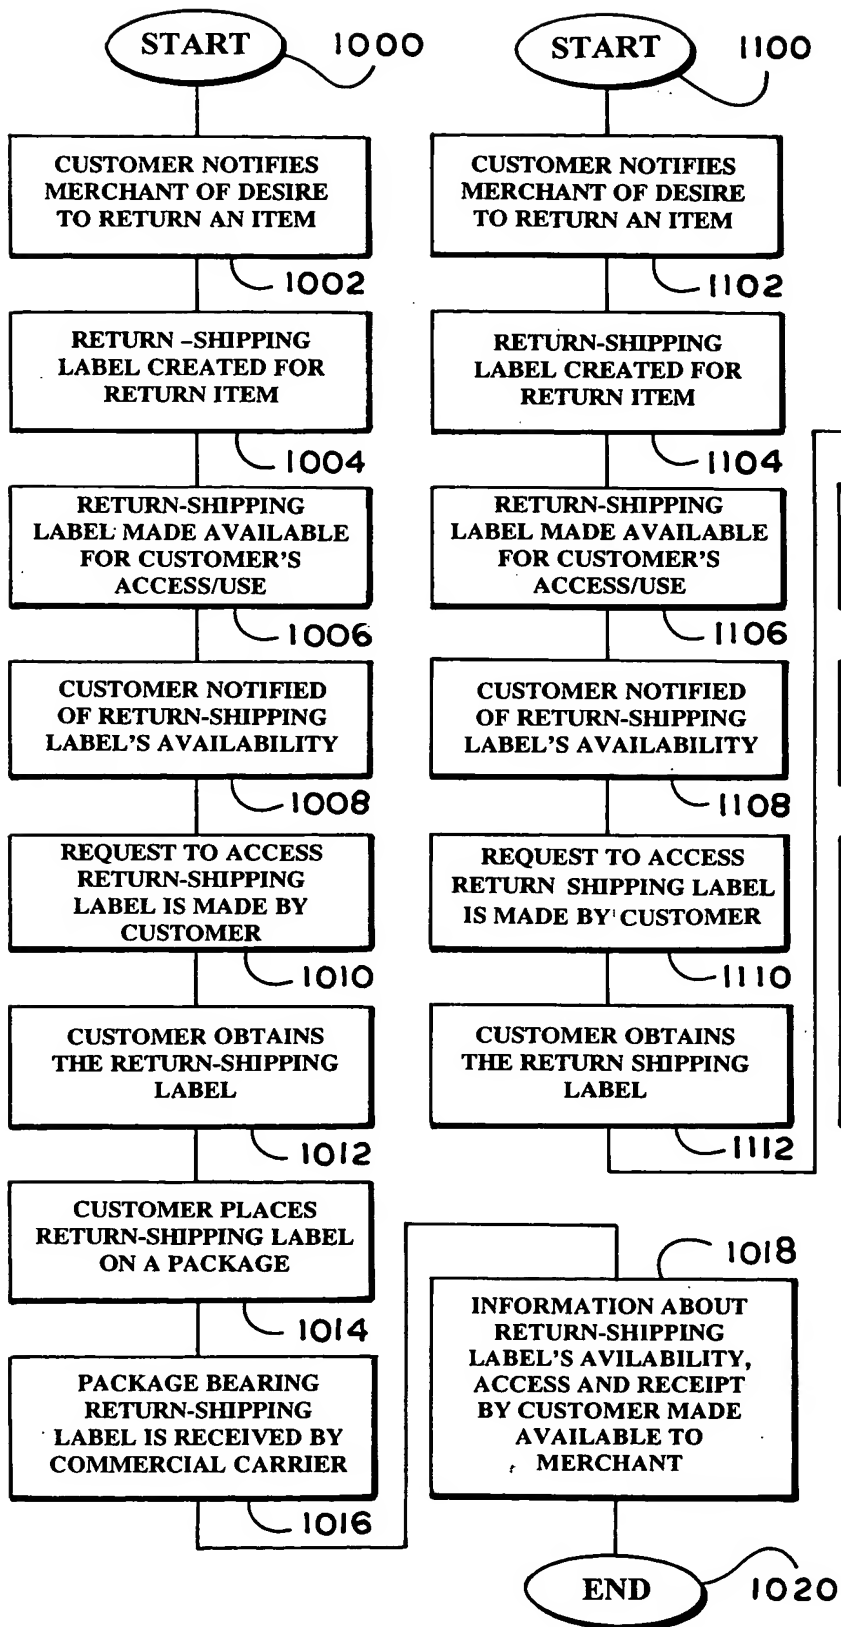 START
1000
CUSTOMER NOTIFIES
MERCHANT OF DESIRE
TO RETURN AN ITEM
1002
RETURN –SHIPPING
LABEL CREATED FOR
RETURN ITEM
1004
RETURN-SHIPPING
LABEL MADE AVAILABLE
FOR CUSTOMER'S
ACCESS/USE
1006
CUSTOMER NOTIFIED
OF RETURN-SHIPPING
LABEL'S AVAILABILITY
1008
REQUEST TO ACCESS
RETURN-SHIPPING
LABEL IS MADE BY
CUSTOMER
1010
CUSTOMER OBTAINS
THE RETURN-SHIPPING
LABEL
1012
CUSTOMER PLACES
RETURN-SHIPPING LABEL
ON A PACKAGE
1014
PACKAGE BEARING
RETURN-SHIPPING
LABEL IS RECEIVED BY
COMMERCIAL CARRIER
1016
1018
INFORMATION ABOUT
RETURN-SHIPPING
LABEL'S AVILABILITY,
ACCESS AND RECEIPT
BY CUSTOMER MADE
AVAILABLE TO
MERCHANT
END
1020
START
1100
CUSTOMER NOTIFIES
MERCHANT OF DESIRE
TO RETURN AN ITEM
1102
RETURN-SHIPPING
LABEL CREATED FOR
RETURN ITEM
1104
RETURN-SHIPPING
LABEL MADE AVAILABLE
FOR CUSTOMER'S
ACCESS/USE
1106
CUSTOMER NOTIFIED
OF RETURN-SHIPPING
LABEL'S AVAILABILITY
1108
REQUEST TO ACCESS
RETURN SHIPPING LABEL
IS MADE BY CUSTOMER
1110
CUSTOMER OBTAINS
THE RETURN SHIPPING
LABEL
1112